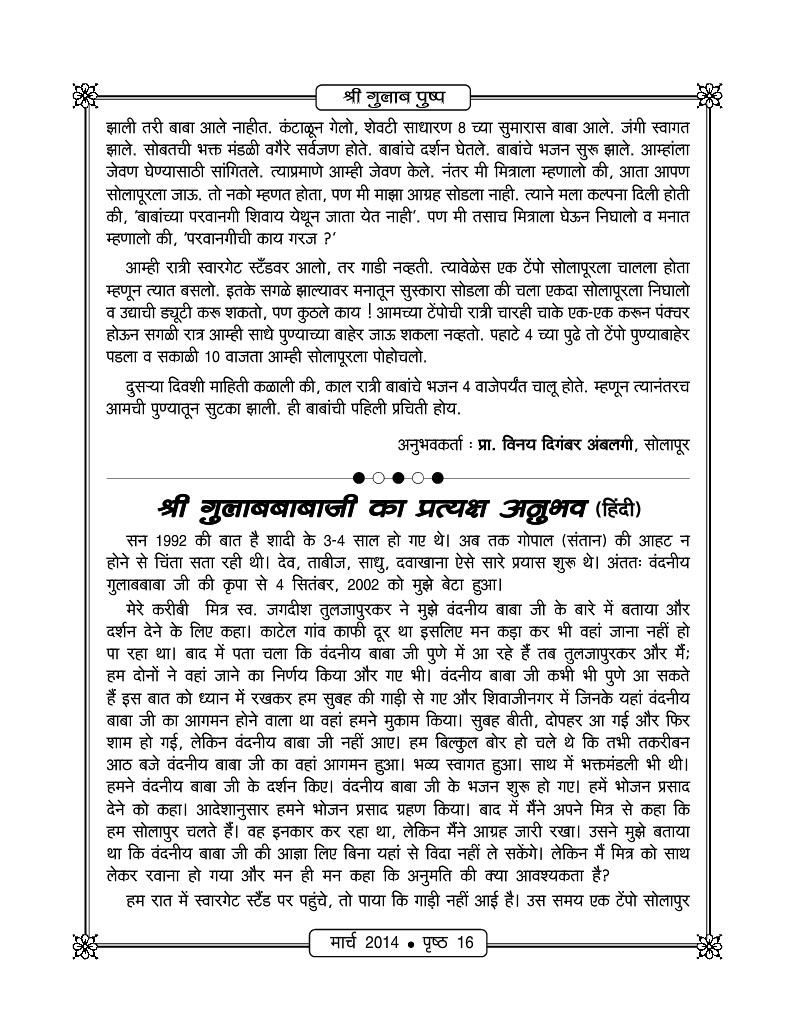 श्री गुलाब पुष्प
झाली तरी बाबा आले नाहीत. कंटाळून गेलो, शेवटी साधारण 8 च्या सुमारास बाबा आले. जंगी स्वागत
झाले. सोबतची भक्त मंडळी वगैरे सर्वजण होते. बाबांचे दर्शन घेतले. बाबांचे भजन सुरू झाले. आम्हांला
जेवण घेण्यासाठी सांगितले. त्याप्रमाणे आम्ही जेवण केले. नंतर मी मित्राला म्हणालो की, आता आपण
सोलापूरला जाऊ. तो नको म्हणत होता, पण मी माझा आग्रह सोडला नाही. त्याने मला कल्पना दिली होती
की, 'बाबांच्या परवानगी शिवाय येथून जाता येत नाही'. पण मी तसाच मित्राला घेऊन निघालो व मनात
म्हणालो की, 'परवानगीची काय गरज ?'
आम्ही रात्री स्वारगेट स्टँडवर आलो, तर गाडी नव्हती. त्यावेळेस एक टेंपो सोलापूरला चालला होता
म्हणून त्यात बसलो. इतके सगळे झाल्यावर मनातून सुस्कारा सोडला की चला एकदा सोलापूरला निघालो
व उद्याची ड्यूटी करू शकतो, पण कुठले काय ! आमच्या टेंपोची रात्री चारही चाके एक-एक करून पंक्चर
होऊन सगळी रात्र आम्ही साधे पुण्याच्या बाहेर जाऊ शकला नव्हतो. पहाटे 4 च्या पुढे तो टेंपो पुण्याबाहेर
पडला व सकाळी 10 वाजता आम्ही सोलापूरला पोहोचलो.
दुसऱ्या दिवशी माहिती कळाली की, काल रात्री बाबांचे भजन 4 वाजेपर्यंत चालू होते. म्हणून त्यानंतरच
आमची पुण्यातून सुटका झाली. ही बाबांची पहिली प्रचिती होय.
अनुभवकर्ता : प्रा. विनय दिगंबर अंबलगी, सोलापूर
श्री गुलाबबाबाजी का प्रत्यक्ष अनुभव (हिंदी)
सन 1992 की बात है शादी के 3-4 साल हो गए थे। अब तक गोपाल (संतान) की आहट न
होने से चिंता सता रही थी। देव, ताबीज, साधु, दवाखाना ऐसे सारे प्रयास शुरू थे। अंततः वंदनीय
गुलाबबाबा जी की कृपा से 4 सितंबर, 2002 को मुझे बेटा हुआ।
मेरे करीबी मित्र स्व. जगदीश तुलजापुरकर ने मुझे वंदनीय बाबा जी के बारे में बताया और
दर्शन देने के लिए कहा। काटेल गांव काफी दूर था इसलिए मन कड़ा कर भी वहां जाना नहीं हो
पा रहा था। बाद में पता चला कि वंदनीय बाबा जी पुणे में आ रहे हैं तब तुलजापुरकर और मैं;
हम दोनों ने वहां जाने का निर्णय किया और गए भी। वंदनीय बाबा जी कभी भी पुणे आ सकते
हैं इस बात को ध्यान में रखकर हम सुबह की गाड़ी से गए और शिवाजीनगर में जिनके यहां वंदनीय
बाबा जी का आगमन होने वाला था वहां हमने मुकाम किया। सुबह बीती, दोपहर आ गई और फिर
शाम हो गई, लेकिन वंदनीय बाबा जी नहीं आए। हम बिल्कुल बोर हो चले थे कि तभी तकरीबन
आठ बजे वंदनीय बाबा जी का वहां आगमन हुआ। भव्य स्वागत हुआ। साथ में भक्तमंडली भी थी।
हमने वंदनीय बाबा जी के दर्शन किए। वंदनीय बाबा जी के भजन शुरू हो गए। हमें भोजन प्रसाद
देने को कहा। आदेशानुसार हमने भोजन प्रसाद ग्रहण किया। बाद में मैंने अपने मित्र से कहा कि
हम सोलापुर चलते हैं। वह इनकार कर रहा था, लेकिन मैंने आग्रह जारी रखा। उसने मुझे बताया
था कि वंदनीय बाबा जी की आज्ञा लिए बिना यहां से विदा नहीं ले सकेंगे। लेकिन मैं मित्र को साथ
लेकर रवाना हो गया और मन ही मन कहा कि अनुमति की क्या आवश्यकता है?
हम रात में स्वारगेट स्टैंड पर पहुंचे, तो पाया कि गाड़ी नहीं आई है। उस समय एक टेंपो सोलापुर
मार्च 2014 ● पृष्ठ 16